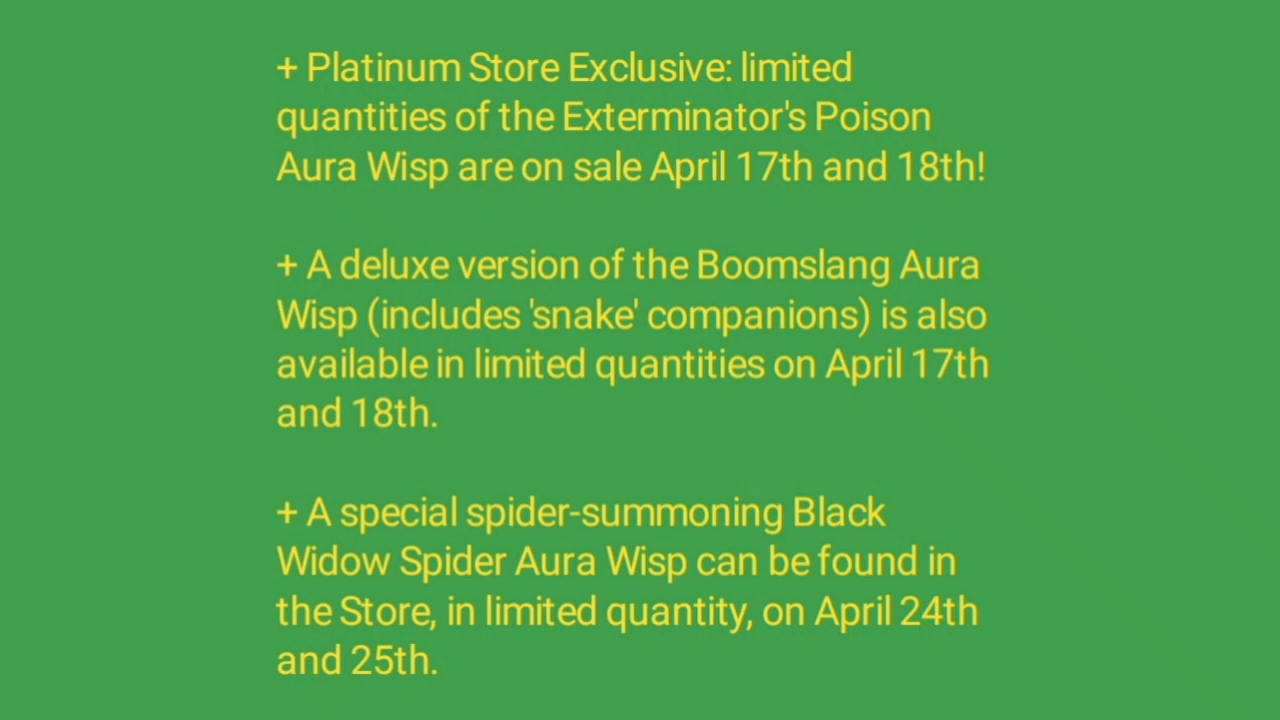 + Platinum Store Exclusive: limited
quantities of the Exterminator's Poison
Aura Wisp are on sale April 17th and 18th!
+ A deluxe version of the Boomslang Aura
Wisp (includes 'snake' companions) is also
available in limited quantities on April 17th
and 18th.
+ A special spider-summoning Black
Widow Spider Aura Wisp can be found in
the Store, in limited quantity, on April 24th
and 25th.